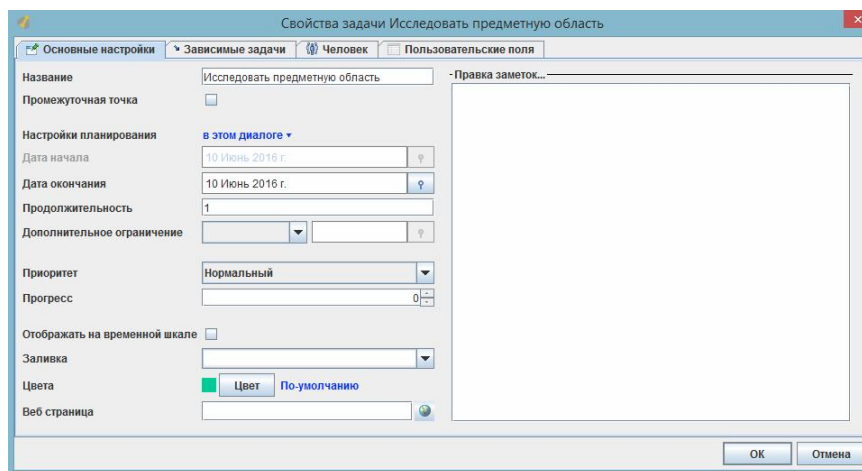 Свойства задачи Исследовать предметную область
Основные настройки Зависимые задачи Человек Пользовательские поля
Название Исследовать предметную область
Правка заметок...
Промежуточная точка
Настройки планирования в этом диалоге
Дата начала 10 Июнь 2016 г.
Дата окончания 10 Июнь 2016 г.
Продолжительность 1
Дополнительное ограничение
Приоритет Нормальный
Прогресс 0
Отображать на временной шкале
Заливка
Цвета Цвет По-умолчанию
Веб страница
OK Отмена